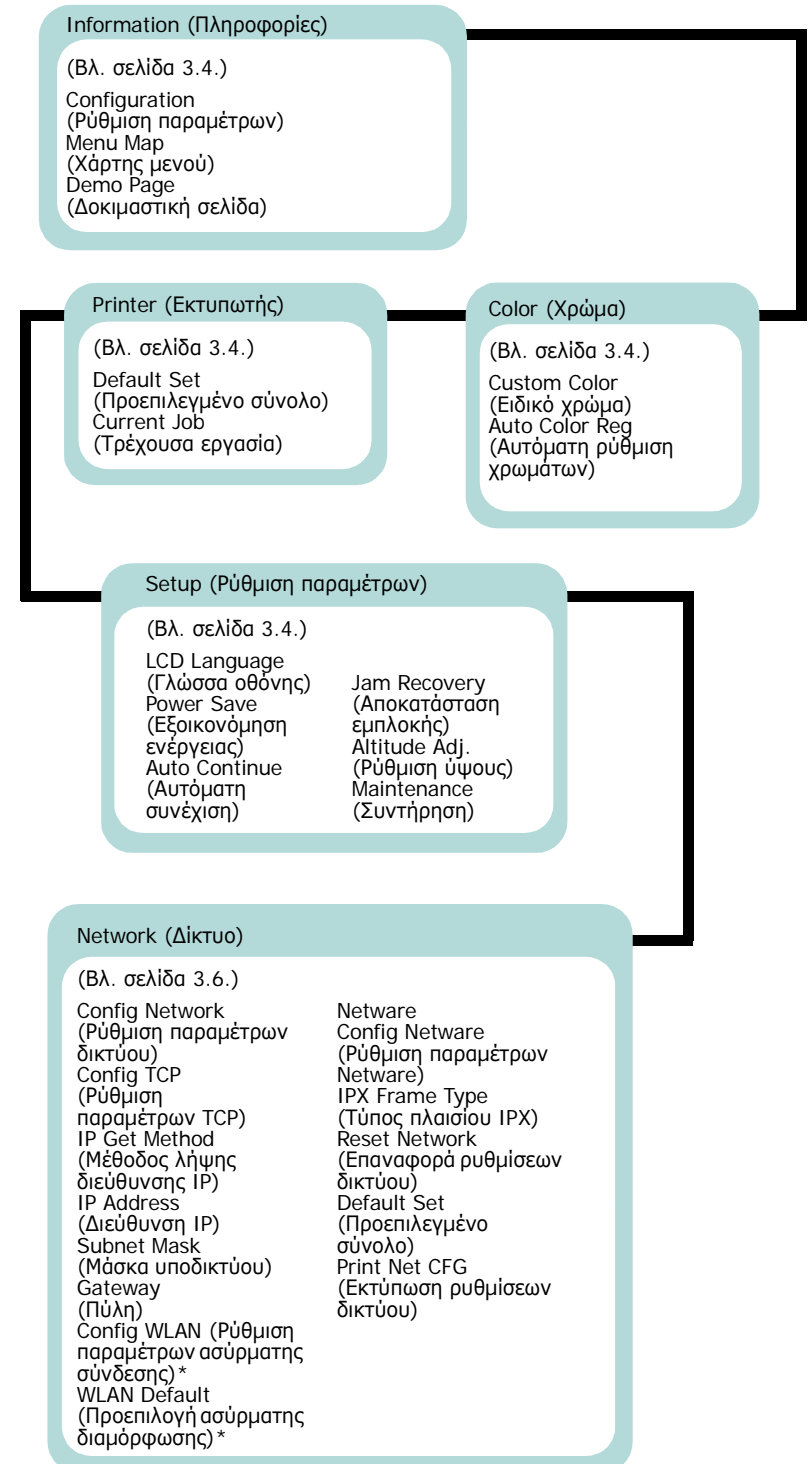 Information (Πληροφορίες)
(Βλ. σελίδα 3.4.)
Configuration
(Ρύθμιση παραμέτρων)
Menu Map
(Χάρτης μενού)
Demo Page
(Δοκιμαστική σελίδα)
Printer (Εκτυπωτής)
(Βλ. σελίδα 3.4.)
Default Set
(Προεπιλεγμένο σύνολο)
Current Job
(Τρέχουσα εργασία)
Color (Χρώμα)
(Βλ. σελίδα 3.4.)
Custom Color
(Ειδικό χρώμα)
Auto Color Reg
(Αυτόματη ρύθμιση
χρωμάτων)
Setup (Ρύθμιση παραμέτρων)
(Βλ. σελίδα 3.4.)
LCD Language
(Γλώσσα οθόνης)
Power Save
(Εξοικονόμηση
ενέργειας)
Auto Continue
(Αυτόματη
συνέχιση)
Jam Recovery
(Αποκατάσταση
εμπλοκής)
Altitude Adj.
(Ρύθμιση ύψους)
Maintenance
(Συντήρηση)
Network (Δίκτυο)
(Βλ. σελίδα 3.6.)
Config Network
(Ρύθμιση παραμέτρων
δικτύου)
Config TCP
(Ρύθμιση
παραμέτρων TCP)
IP Get Method
(Μέθοδος λήψης
διεύθυνσης IP)
IP Address
(Διεύθυνση IP)
Subnet Mask
(Μάσκα υποδικτύου)
Gateway
(Πύλη)
Config WLAN (Ρύθμιση
παραμέτρων ασύρματης
σύνδεσης)*
WLAN Default
(Προεπιλογή ασύρματης
διαμόρφωσης)*
Netware
Config Netware
(Ρύθμιση παραμέτρων
Netware)
IPX Frame Type
(Τύπος πλαισίου IPX)
Reset Network
(Επαναφορά ρυθμίσεων
δικτύου)
Default Set
(Προεπιλεγμένο
σύνολο)
Print Net CFG
(Εκτύπωση ρυθμίσεων
δικτύου)